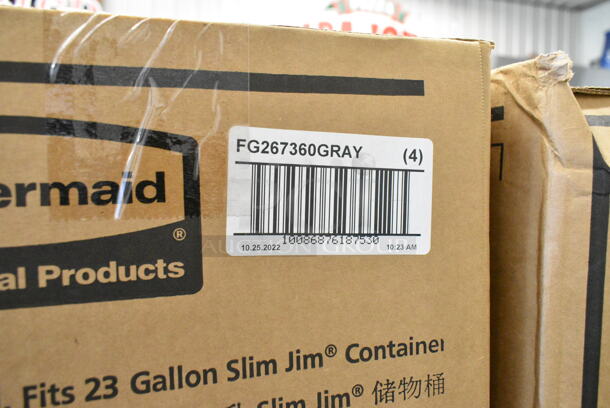 FG267360GRAY (4)
10086876187530
10.25.2022 10:23 AM
ermaid
®
al Products
Fits 23 Gallon Slim Jim® Container
Slim Jim® 储物桶